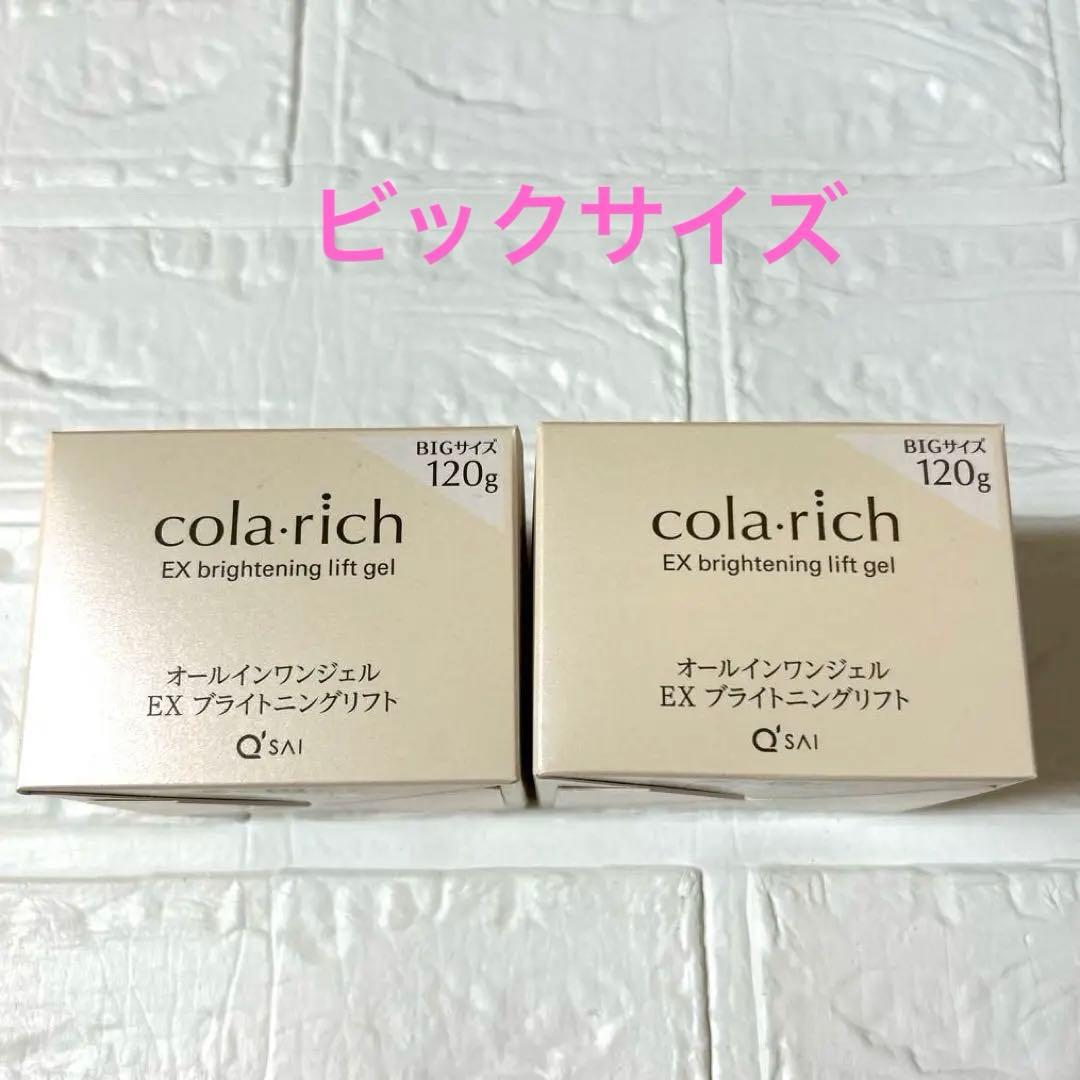 ビックサイズ
BIGサイズ
120g
cola・rich
EX brightening lift gel
オールインワンジェル
EX ブライトニングリフト
Q'SAI
BIGサイズ
120g
cola・rich
EX brightening lift gel
オールインワンジェル
EX ブライトニングリフト
Q'SAI